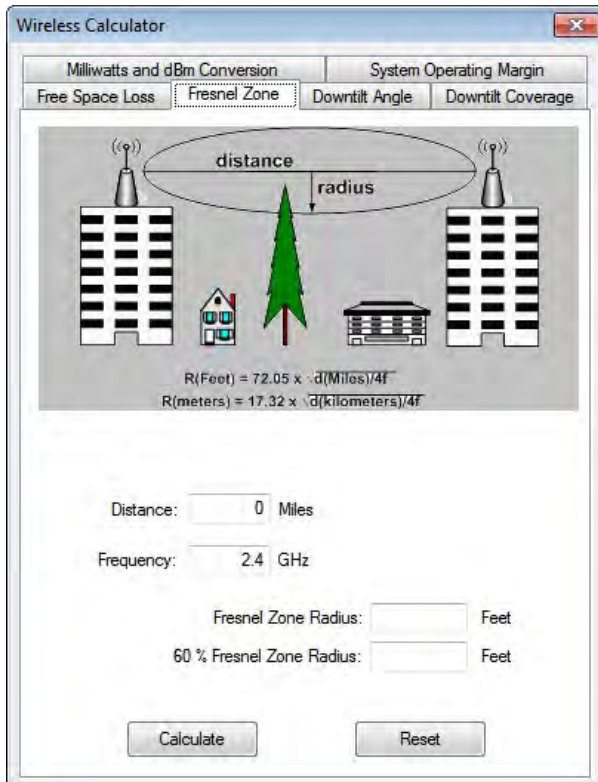 Wireless Calculator
Milliwatts and dBm Conversion
System Operating Margin
Free Space Loss
Fresnel Zone
Downtilt Angle
Downtilt Coverage
((o))
((o))
distance
radius
R(Feet) = 72.05 x √d(Miles)/4f
R(meters) = 17.32 x √d(kilometers)/4f
Distance: 0 Miles
Frequency: 2.4 GHz
Fresnel Zone Radius: Feet
60 % Fresnel Zone Radius: Feet
Calculate
Reset